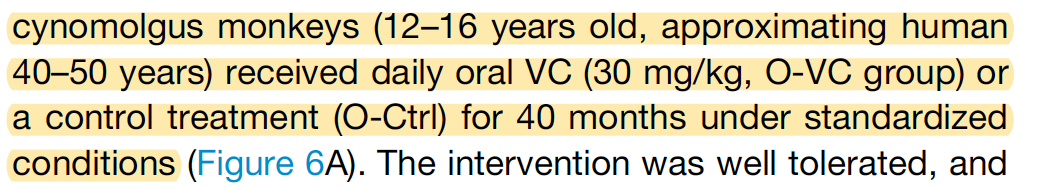 cynomolgus monkeys (12–16 years old, approximating human
40–50 years) received daily oral VC (30 mg/kg, O-VC group) or
a control treatment (O-Ctrl) for 40 months under standardized
conditions (Figure 6A). The intervention was well tolerated, and